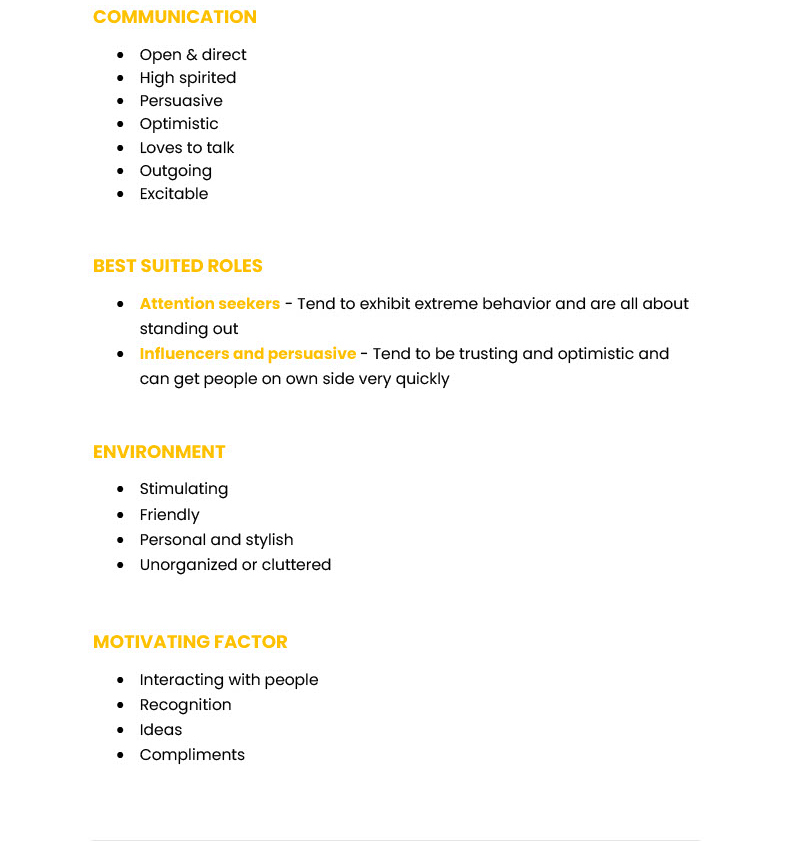 COMMUNICATION
• Open & direct
• High spirited
• Persuasive
• Optimistic
• Loves to talk
• Outgoing
• Excitable
BEST SUITED ROLES
• Attention seekers - Tend to exhibit extreme behavior and are all about
standing out
• Influencers and persuasive - Tend to be trusting and optimistic and
can get people on own side very quickly
ENVIRONMENT
• Stimulating
• Friendly
• Personal and stylish
• Unorganized or cluttered
MOTIVATING FACTOR
• Interacting with people
• Recognition
• Ideas
• Compliments